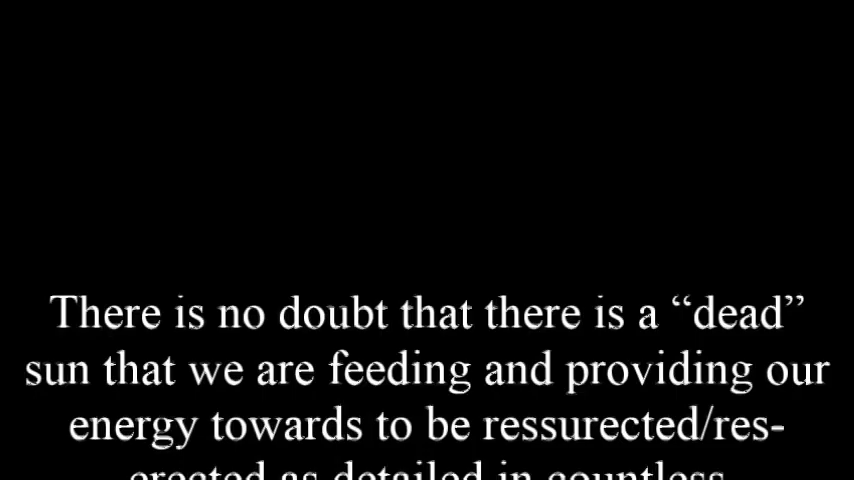 There is no doubt that there is a “dead”
sun that we are feeding and providing our
energy towards to be ressurected/res-
erected as detailed in countless